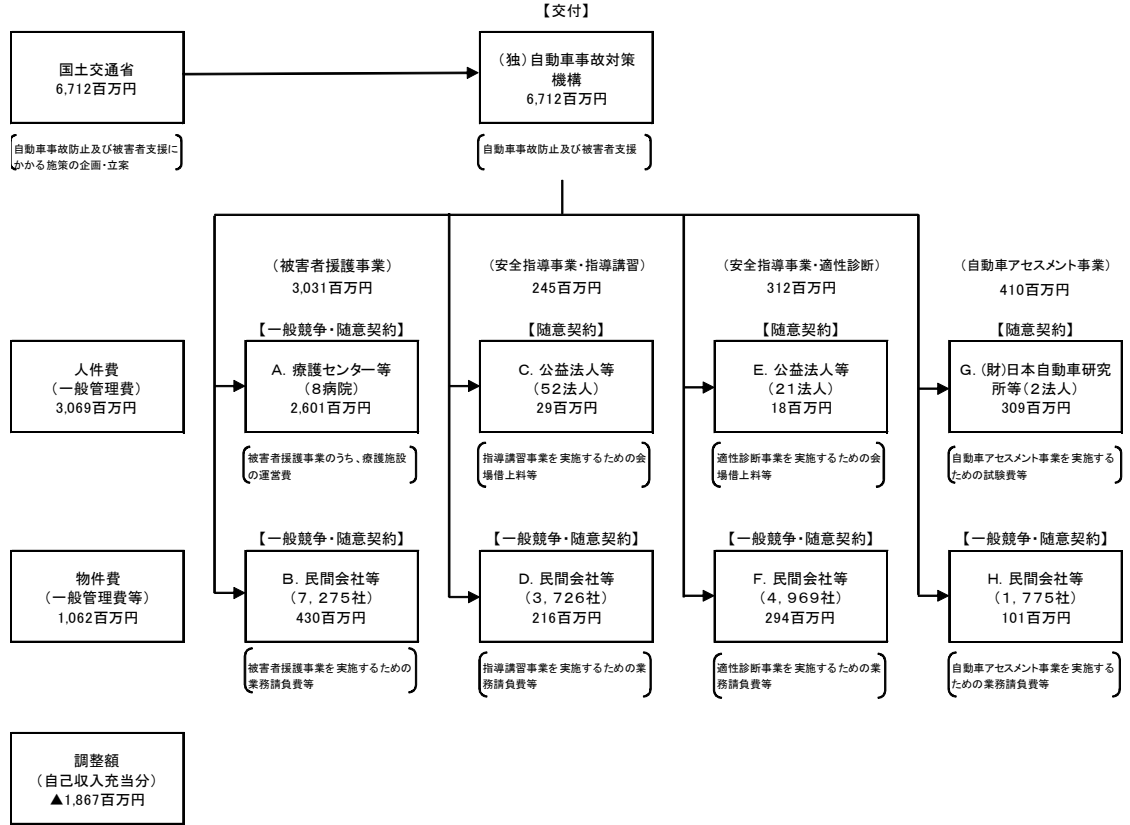 【交付】
国土交通省
6,712百万円
（独）自動車事故対策
機構
6,712百万円
自動車事故防止及び被害者支援に
かかる施策の企画・立案
自動車事故防止及び被害者支援
（被害者援護事業）
3,031百万円
（安全指導事業・指導講習）
245百万円
（安全指導事業・適性診断）
312百万円
（自動車アセスメント事業）
410百万円
【一般競争・随意契約】
【随意契約】
【随意契約】
【随意契約】
人件費
（一般管理費）
3,069百万円
A. 療護センター等
（8病院）
2,601百万円
C. 公益法人等
（52法人）
29百万円
E. 公益法人等
（21法人）
18百万円
G. (財)日本自動車研究
所等(2法人)
309百万円
被害者援護事業のうち、療護施設
の運営費
指導講習事業を実施するための会
場借上料等
適性診断事業を実施するための会
場借上料等
自動車アセスメント事業を実施する
ための試験費等
【一般競争・随意契約】
【一般競争・随意契約】
【一般競争・随意契約】
【一般競争・随意契約】
物件費
（一般管理費等）
1,062百万円
B. 民間会社等
（7,275社）
430百万円
D. 民間会社等
（3,726社）
216百万円
F. 民間会社等
（4,969社）
294百万円
H. 民間会社等
（1,775社）
101百万円
被害者援護事業を実施するための
業務請負費等
指導講習事業を実施するための業
務請負費等
適性診断事業を実施するための業
務請負費等
自動車アセスメント事業を実施する
ための業務請負費等
調整額
（自己収入充当分）
▲1,867百万円